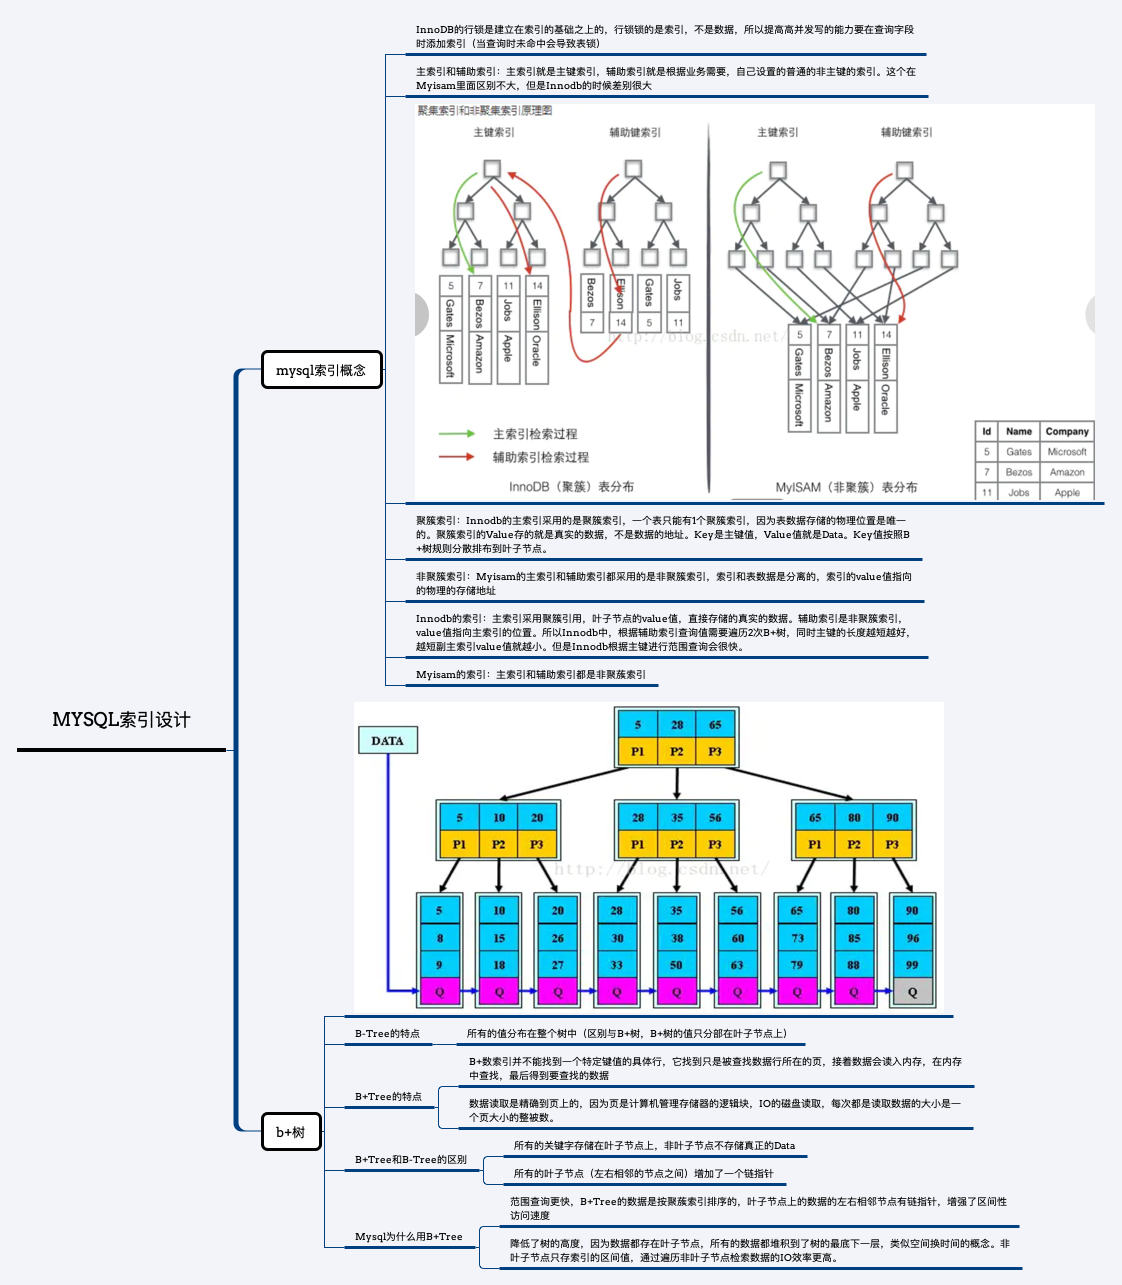 MYSQL索引设计
mysql索引概念
InnoDB的行锁是建立在索引的基础之上的，行锁锁的是索引，不是数据，所以提高高并发写的能力要在查询字段
时添加索引（当查询时未命中会导致表锁）
主索引和辅助索引：主索引就是主键索引，辅助索引就是根据业务需要，自己设置的普通的非主键的索引。这个在
Myisam里面区别不大，但是Innodb的时候差别很大
聚集索引和非聚集索引原理图
主键索引
辅助键索引
主键索引
辅助键索引
5 7 11 14
Gates Bezos Jobs Ellison
Microsoft Amazon Apple Oracle
Bezos Ellison Gates Jobs
7 14 5 11
http://blog.csdn.net/
5 7 11 14
Gates Bezos Jobs Ellison
Microsoft Amazon Apple Oracle
主索引检索过程
辅助索引检索过程
InnoDB（聚簇）表分布
MyISAM（非聚簇）表分布
Id Name Company
5 Gates Microsoft
7 Bezos Amazon
11 Jobs Apple
聚簇索引：Innodb的主索引采用的是聚簇索引，一个表只能有1个聚簇索引，因为表数据存储的物理位置是唯一
的。聚簇索引的Value存的就是真实的数据，不是数据的地址。Key是主键值，Value值就是Data。Key值按照B
+树规则分散排布到叶子节点。
非聚簇索引：Myisam的主索引和辅助索引都采用的是非聚簇索引，索引和表数据是分离的，索引的value值指向
的物理的存储地址
Innodb的索引：主索引采用聚簇引用，叶子节点的value值，直接存储的真实的数据。辅助索引是非聚簇索引，
value值指向主索引的位置。所以Innodb中，根据辅助索引查询值需要遍历2次B+树，同时主键的长度越短越好，
越短副主索引value值就越小。但是Innodb根据主键进行范围查询会很快。
Myisam的索引：主索引和辅助索引都是非聚蔟索引
b+树
DATA
5 28 65
P1 P2 P3
5 10 20
P1 P2 P3
28 35 56
P1 P2 P3
65 80 90
P1 P2 P3
http://blog.csdn.net/
5 10 20 28 35 56 65 80 90
8 15 26 30 38 60 73 85 96
9 18 27 33 50 63 79 88 99
Q Q Q Q Q Q Q Q Q
B-Tree的特点
所有的值分布在整个树中（区别与B+树，B+树的值只分部在叶子节点上）
B+Tree的特点
B+数索引并不能找到一个特定键值的具体行，它找到只是被查找数据行所在的页，接着数据会读入内存，在内存
中查找，最后得到要查找的数据
数据读取是精确到页上的，因为页是计算机管理存储器的逻辑块，IO的磁盘读取，每次都是读取数据的大小是一
个页大小的整被数。
B+Tree和B-Tree的区别
所有的关键字存储在叶子节点上，非叶子节点不存储真正的Data
所有的叶子节点（左右相邻的节点之间）增加了一个链指针
Mysql为什么用B+Tree
范围查询更快，B+Tree的数据是按聚蔟索引排序的，叶子节点上的数据的左右相邻节点有链指针，增强了区间性
访问速度
降低了树的高度，因为数据都存在叶子节点，所有的数据都堆积到了树的最底下一层，类似空间换时间的概念。非
叶子节点只存索引的区间值，通过遍历非叶子节点检索数据的IO效率更高。